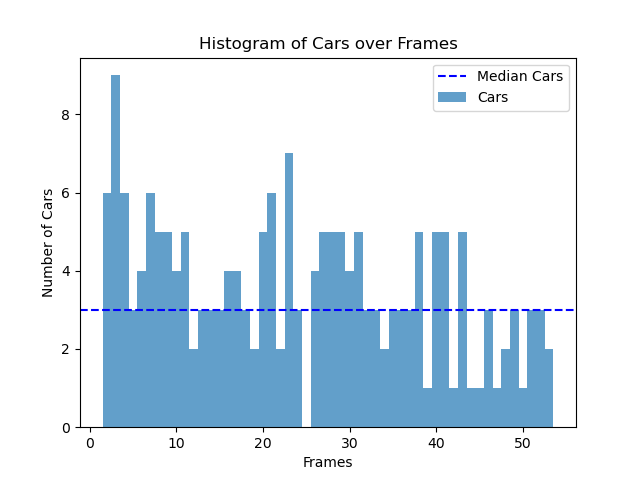 Histogram of Cars over Frames
Median Cars
Cars
Number of Cars
8
6
4
2
0
0 10 20 30 40 50
Frames